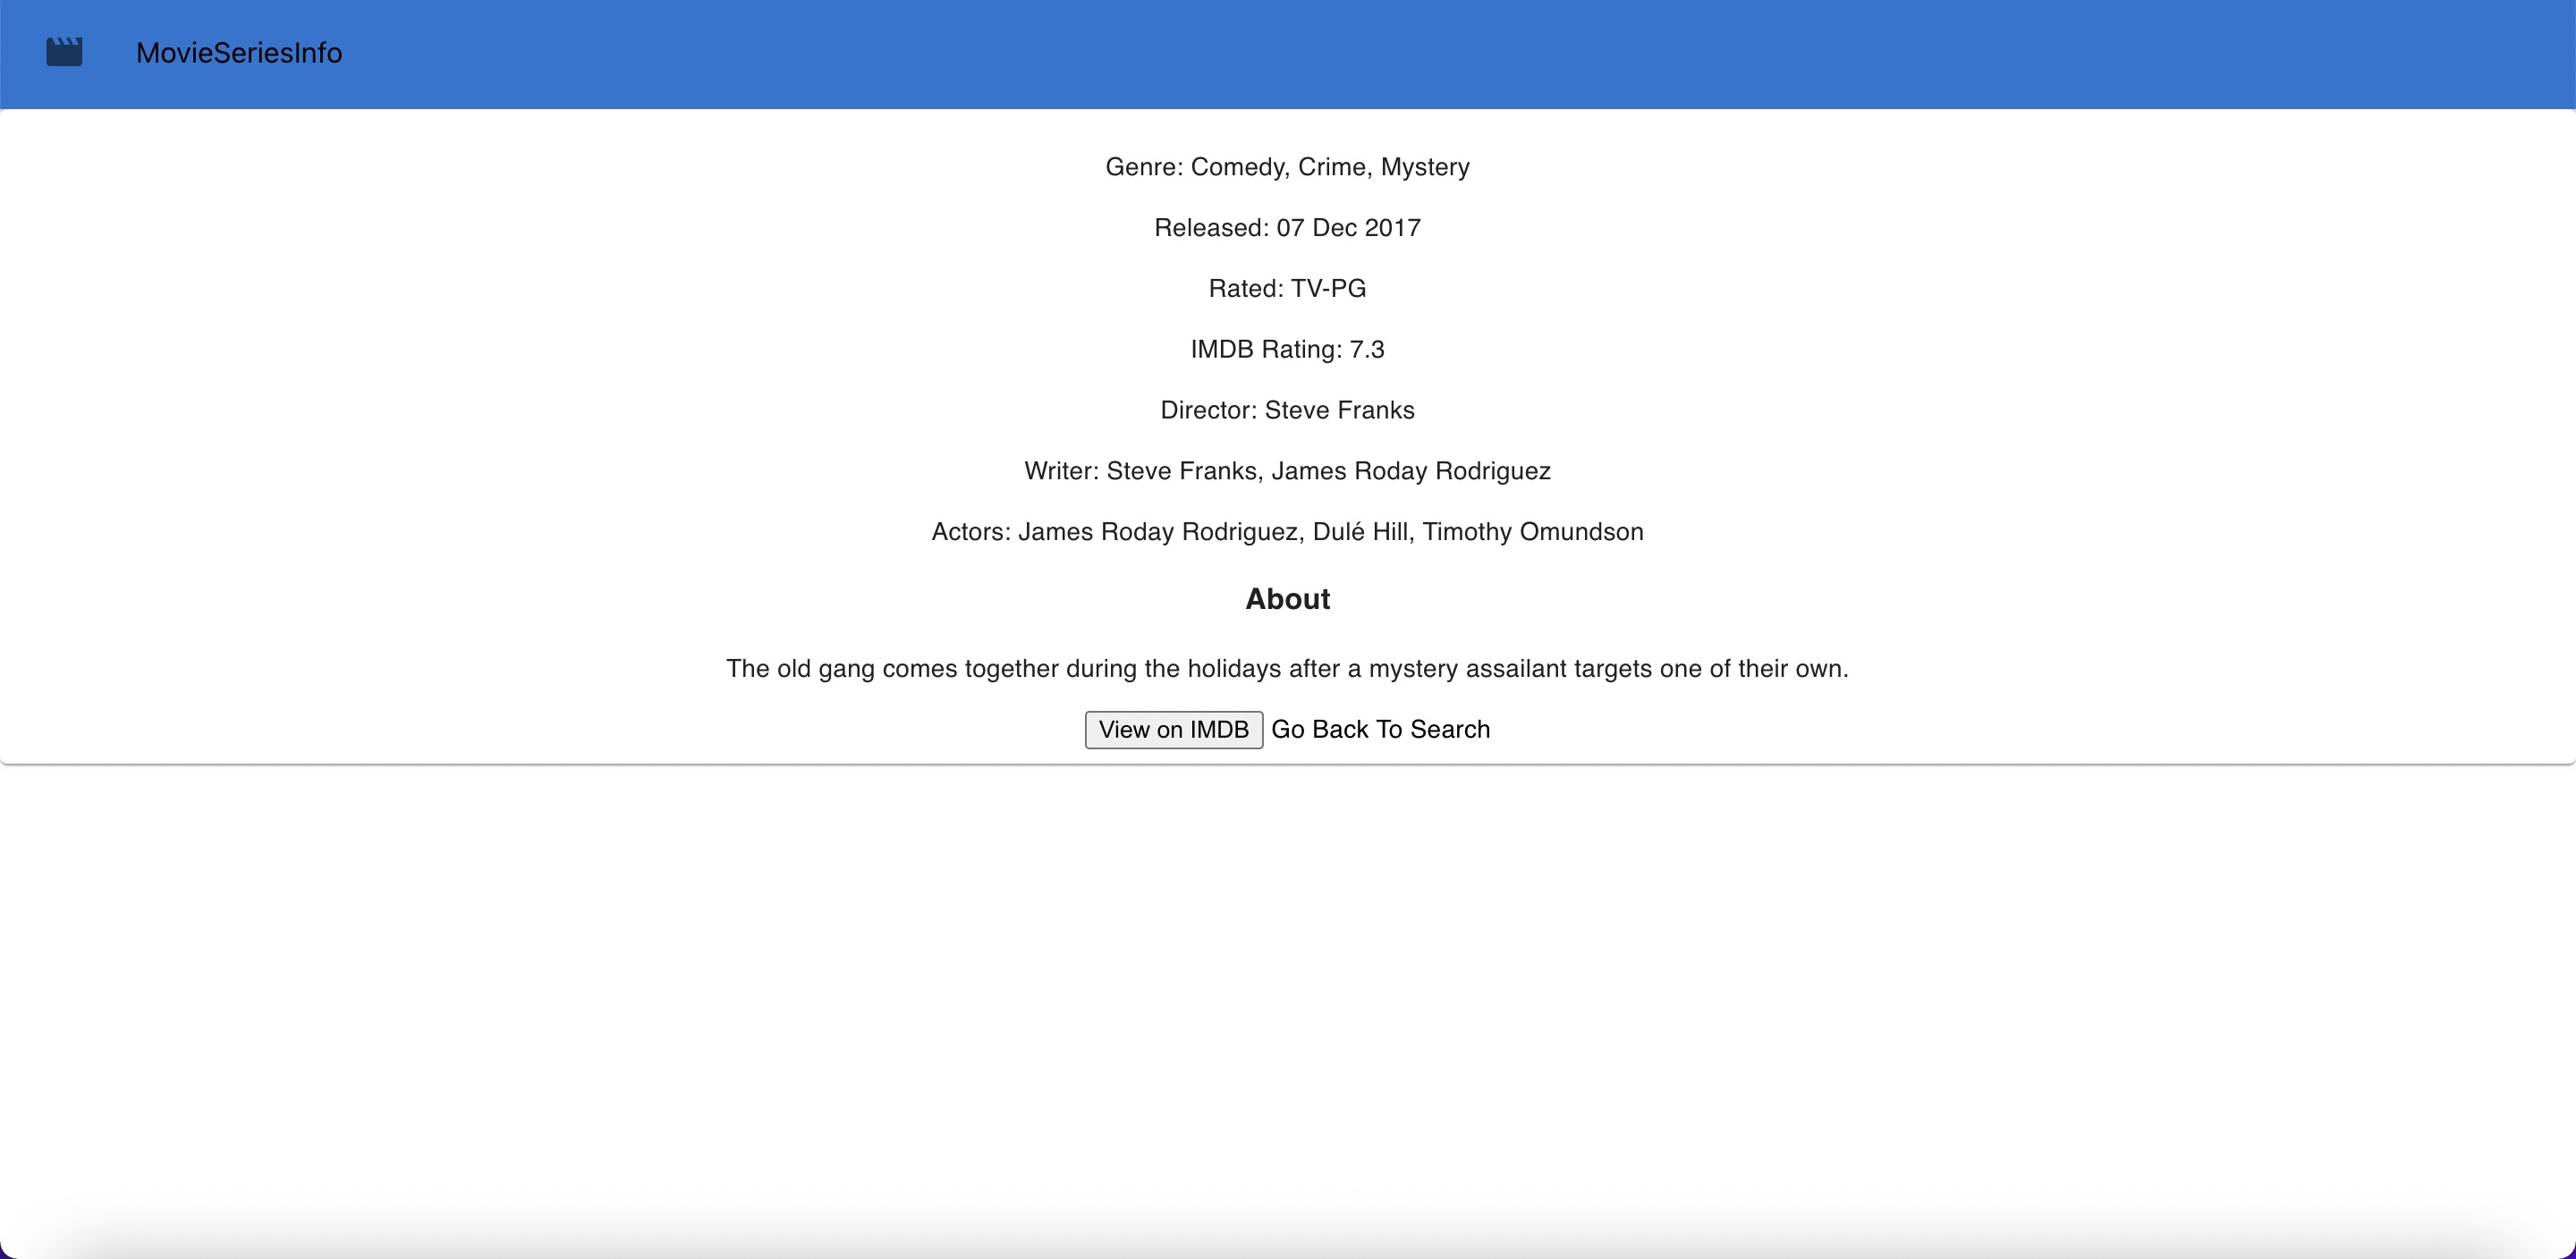 MovieSeriesInfo
Genre: Comedy, Crime, Mystery
Released: 07 Dec 2017
Rated: TV-PG
IMDB Rating: 7.3
Director: Steve Franks
Writer: Steve Franks, James Roday Rodriguez
Actors: James Roday Rodriguez, Dulé Hill, Timothy Omundson
About
The old gang comes together during the holidays after a mystery assailant targets one of their own.
View on IMDB Go Back To Search